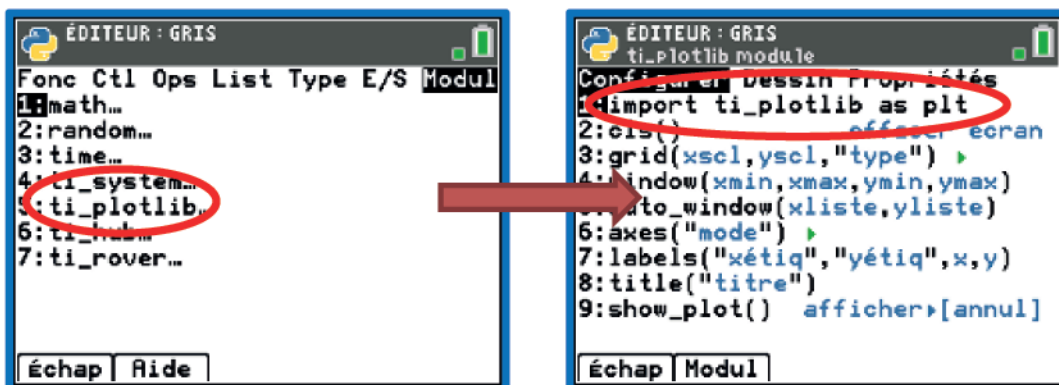 ÉDITEUR : GRIS
Fonc Ctl Ops List Type E/S Modul
1:math…
2:random…
3:time…
4:ti_system…
5:ti_plotlib…
6:ti_hub…
7:ti_rover…
Échap Aide
ÉDITEUR : GRIS
ti_plotlib module
Configurer Dessin Propriétés
1:import ti_plotlib as plt
2:cls() effacer écran
3:grid(xscl,yscl,"type") ▸
4:window(xmin,xmax,ymin,ymax)
5:auto_window(xliste,yliste)
6:axes("mode") ▸
7:labels("xétiq","yétiq",x,y)
8:title("titre")
9:show_plot() afficher▸[annul]
Échap Modul